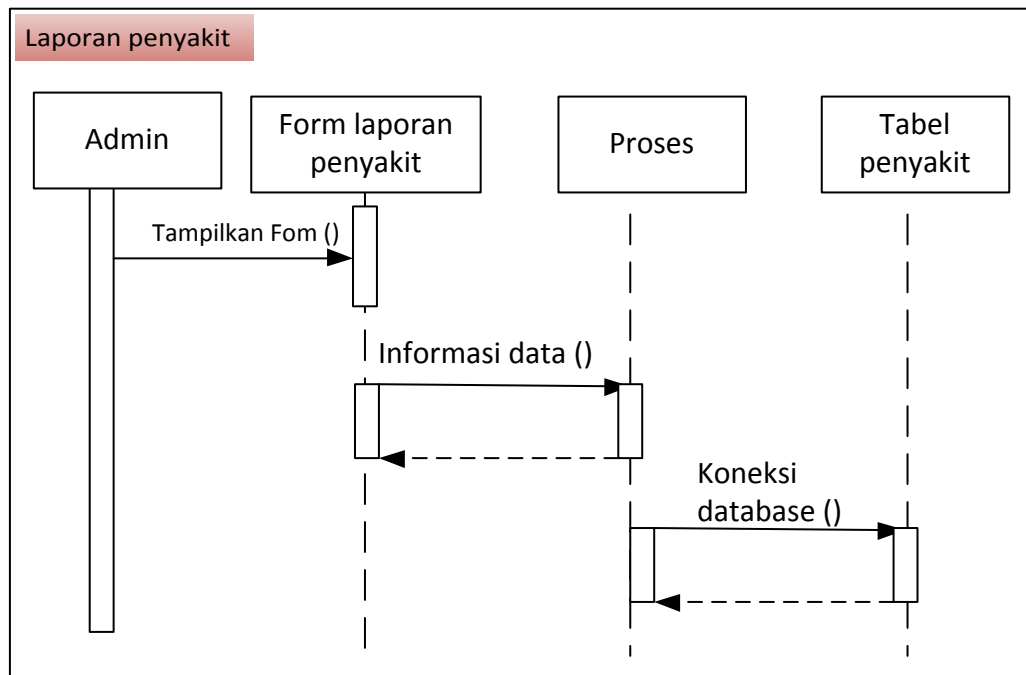 Laporan penyakit
Admin
Form laporan
penyakit
Proses
Tabel
penyakit
Tampilkan Fom ()
Informasi data ()
Koneksi
database ()